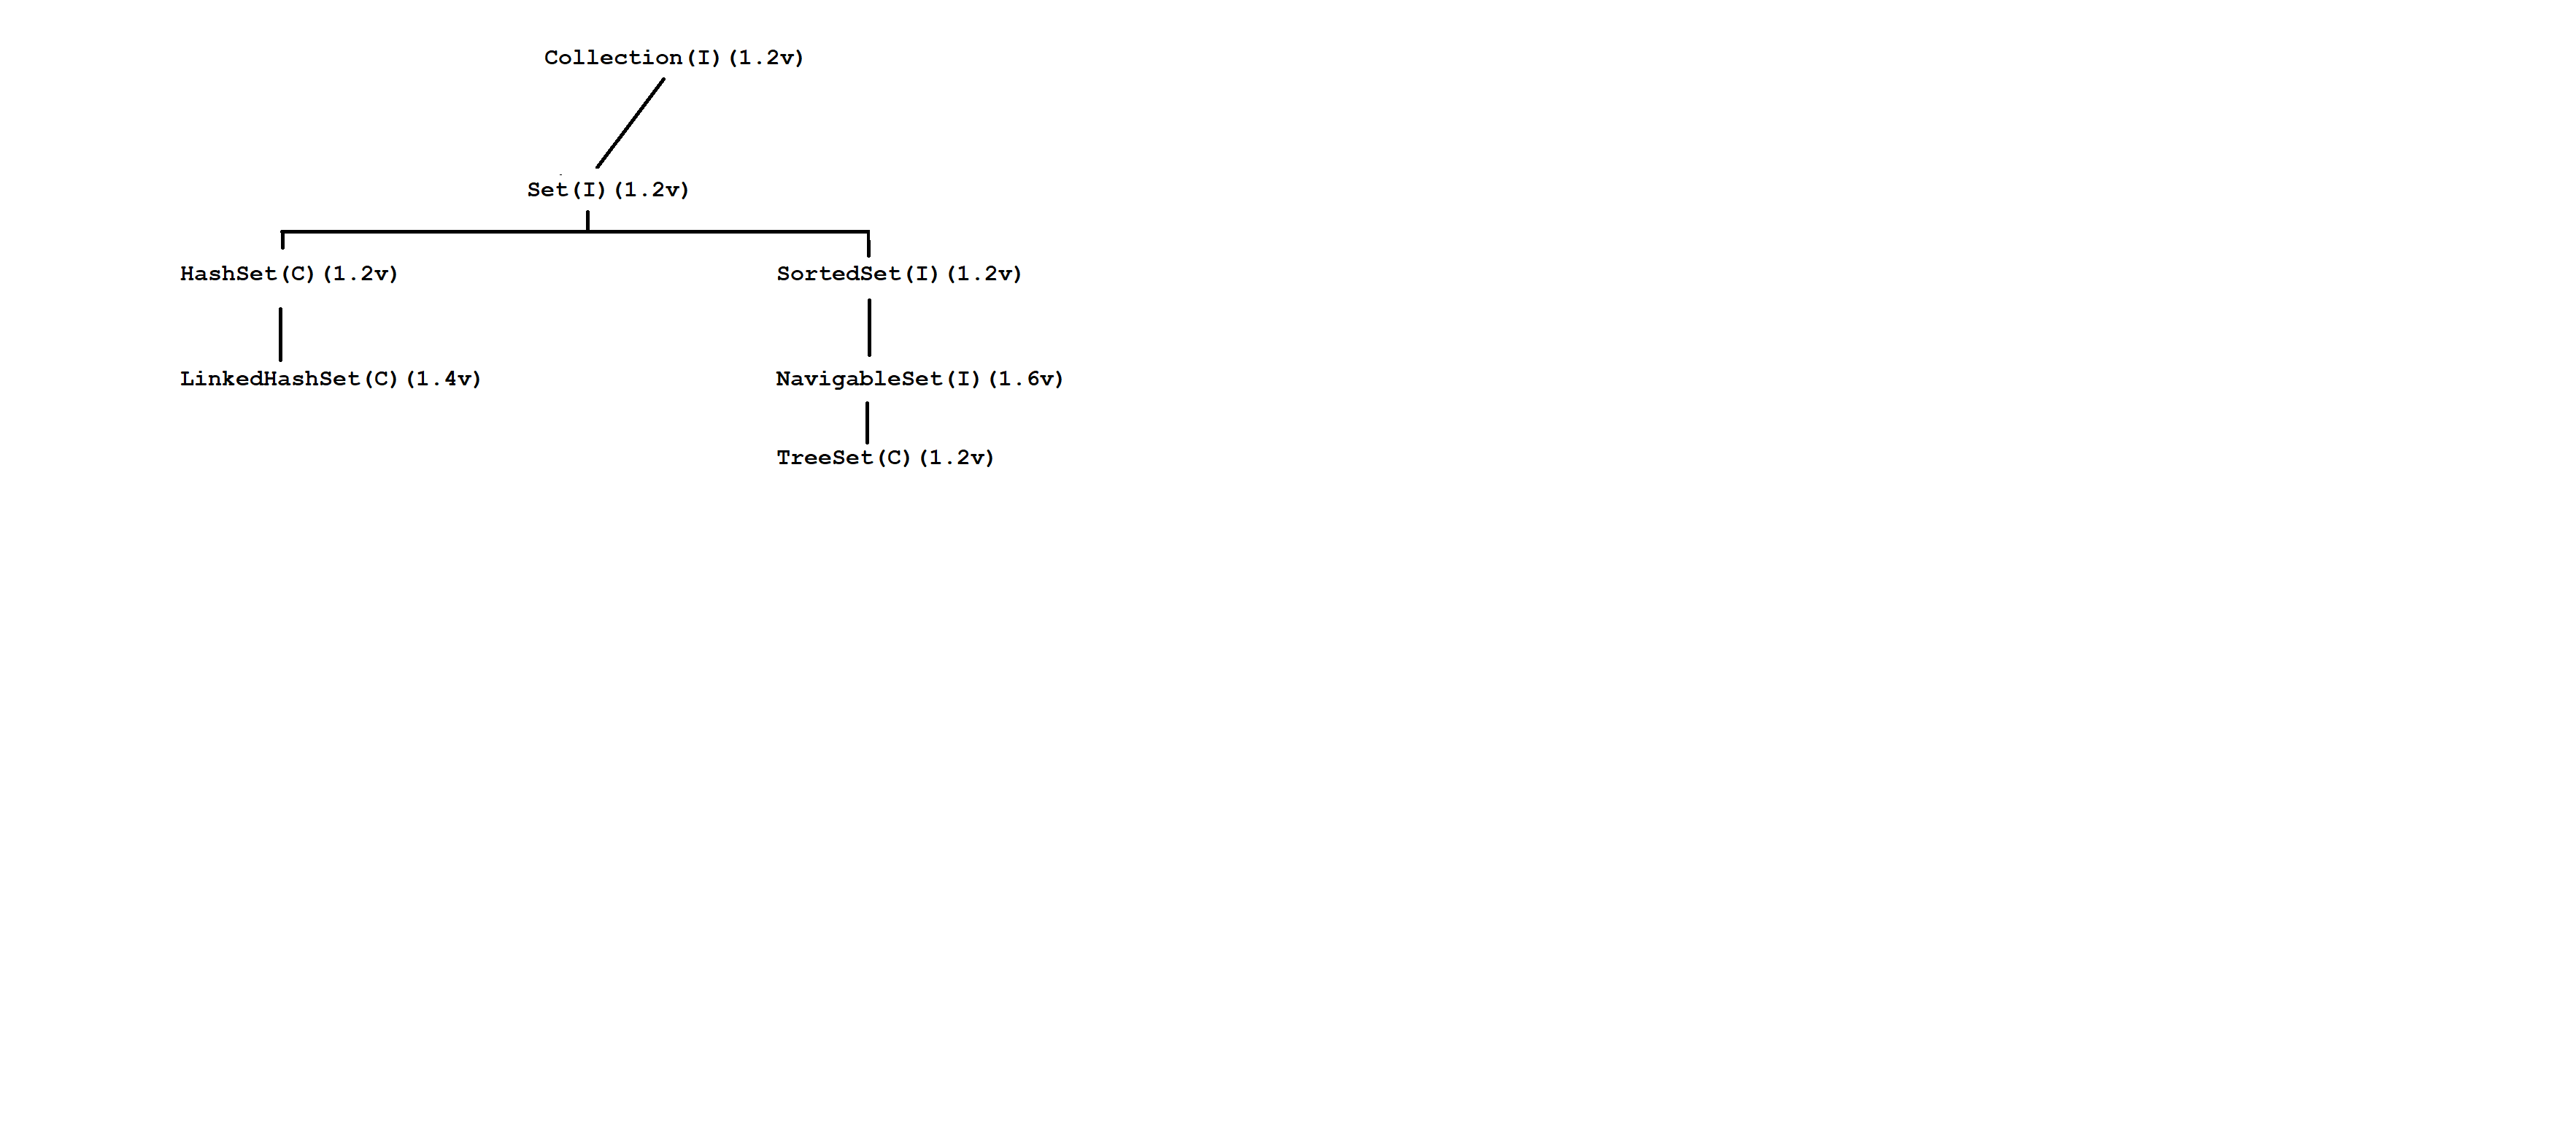 Collection(I)(1.2v)
Set(I)(1.2v)
HashSet(C)(1.2v)
SortedSet(I)(1.2v)
LinkedHashSet(C)(1.4v)
NavigableSet(I)(1.6v)
TreeSet(C)(1.2v)